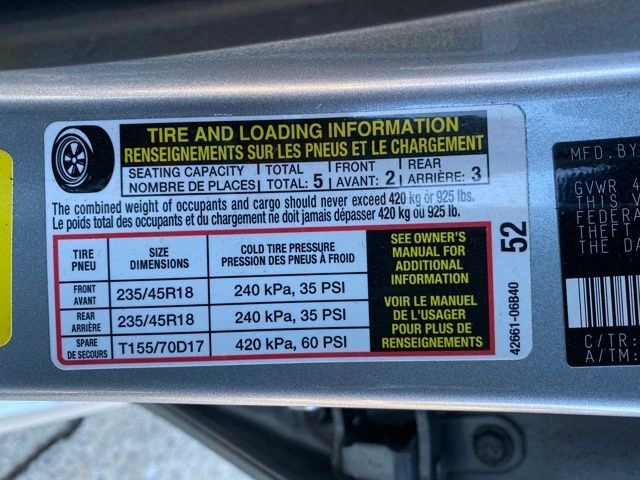 TIRE AND LOADING INFORMATION
RENSEIGNEMENTS SUR LES PNEUS ET LE CHARGEMENT
SEATING CAPACITY TOTAL FRONT REAR
NOMBRE DE PLACES TOTAL: 5 AVANT: 2 ARRIÈRE: 3
The combined weight of occupants and cargo should never exceed 420 kg or 925 lbs.
Le poids total des occupants et du chargement ne doit jamais dépasser 420 kg ou 925 lb.
TIRE SIZE COLD TIRE PRESSURE
PNEU DIMENSIONS PRESSION DES PNEUS À FROID
FRONT
AVANT 235/45R18 240 kPa, 35 PSI
REAR
ARRIÈRE 235/45R18 240 kPa, 35 PSI
SPARE
DE SECOURS T155/70D17 420 kPa, 60 PSI
SEE OWNER'S
MANUAL FOR
ADDITIONAL
INFORMATION
VOIR LE MANUEL
DE L'USAGER
POUR PLUS DE
RENSEIGNEMENTS
52
42661-06B40
MFD.BY
GVWR 4
THIS V
FEDERA
THEFT
THE DA
C/TR:
A/TM: